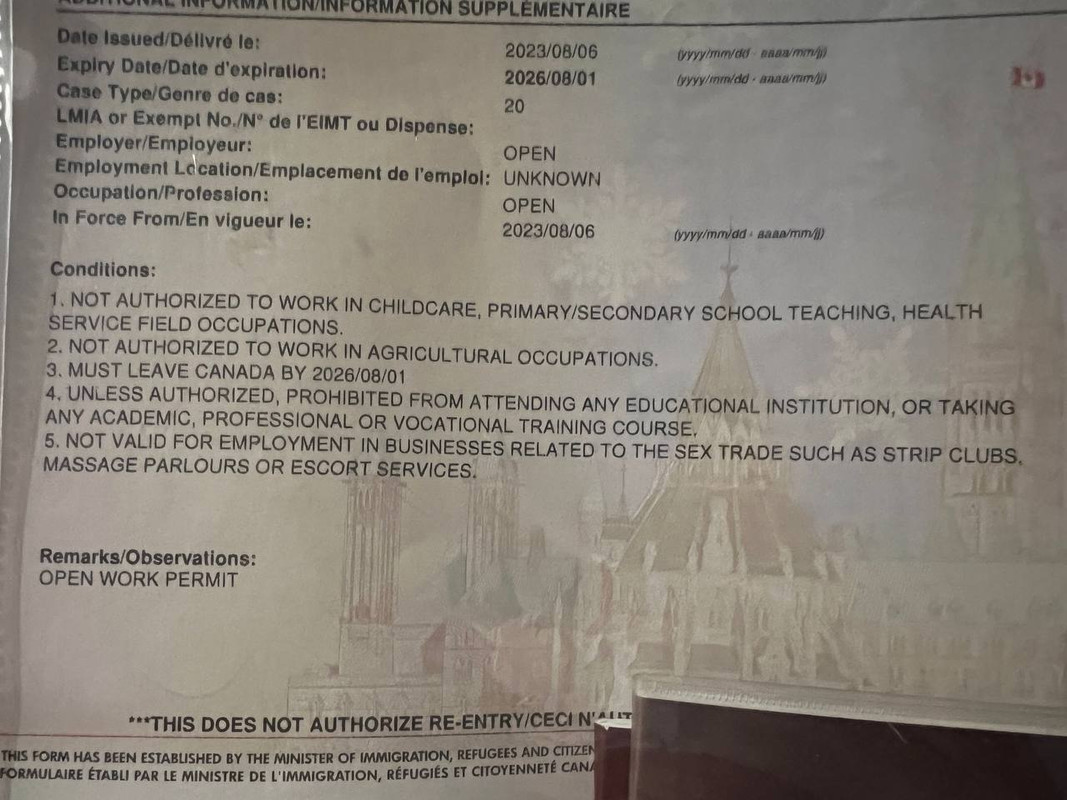 ADDITIONAL INFORMATION/INFORMATION SUPPLÉMENTAIRE
Date Issued/Délivré le: 2023/08/06 (yyyy/mm/dd - aaaa/mm/jj)
Expiry Date/Date d'expiration: 2026/08/01 (yyyy/mm/dd - aaaa/mm/jj)
Case Type/Genre de cas: 20
LMIA or Exempt No./N° de l'EIMT ou Dispense:
Employer/Employeur: OPEN
Employment Location/Emplacement de l'emploi: UNKNOWN
Occupation/Profession: OPEN
In Force From/En vigueur le: 2023/08/06 (yyyy/mm/dd - aaaa/mm/jj)
Conditions:
1. NOT AUTHORIZED TO WORK IN CHILDCARE, PRIMARY/SECONDARY SCHOOL TEACHING, HEALTH
SERVICE FIELD OCCUPATIONS.
2. NOT AUTHORIZED TO WORK IN AGRICULTURAL OCCUPATIONS.
3. MUST LEAVE CANADA BY 2026/08/01
4. UNLESS AUTHORIZED, PROHIBITED FROM ATTENDING ANY EDUCATIONAL INSTITUTION, OR TAKING
ANY ACADEMIC, PROFESSIONAL OR VOCATIONAL TRAINING COURSE.
5. NOT VALID FOR EMPLOYMENT IN BUSINESSES RELATED TO THE SEX TRADE SUCH AS STRIP CLUBS,
MASSAGE PARLOURS OR ESCORT SERVICES.
Remarks/Observations:
OPEN WORK PERMIT
***THIS DOES NOT AUTHORIZE RE-ENTRY/CECI N'AUT
THIS FORM HAS BEEN ESTABLISHED BY THE MINISTER OF IMMIGRATION, REFUGEES AND CITIZEN
FORMULAIRE ÉTABLI PAR LE MINISTRE DE L'IMMIGRATION, RÉFUGIÉS ET CITOYENNETÉ CANA